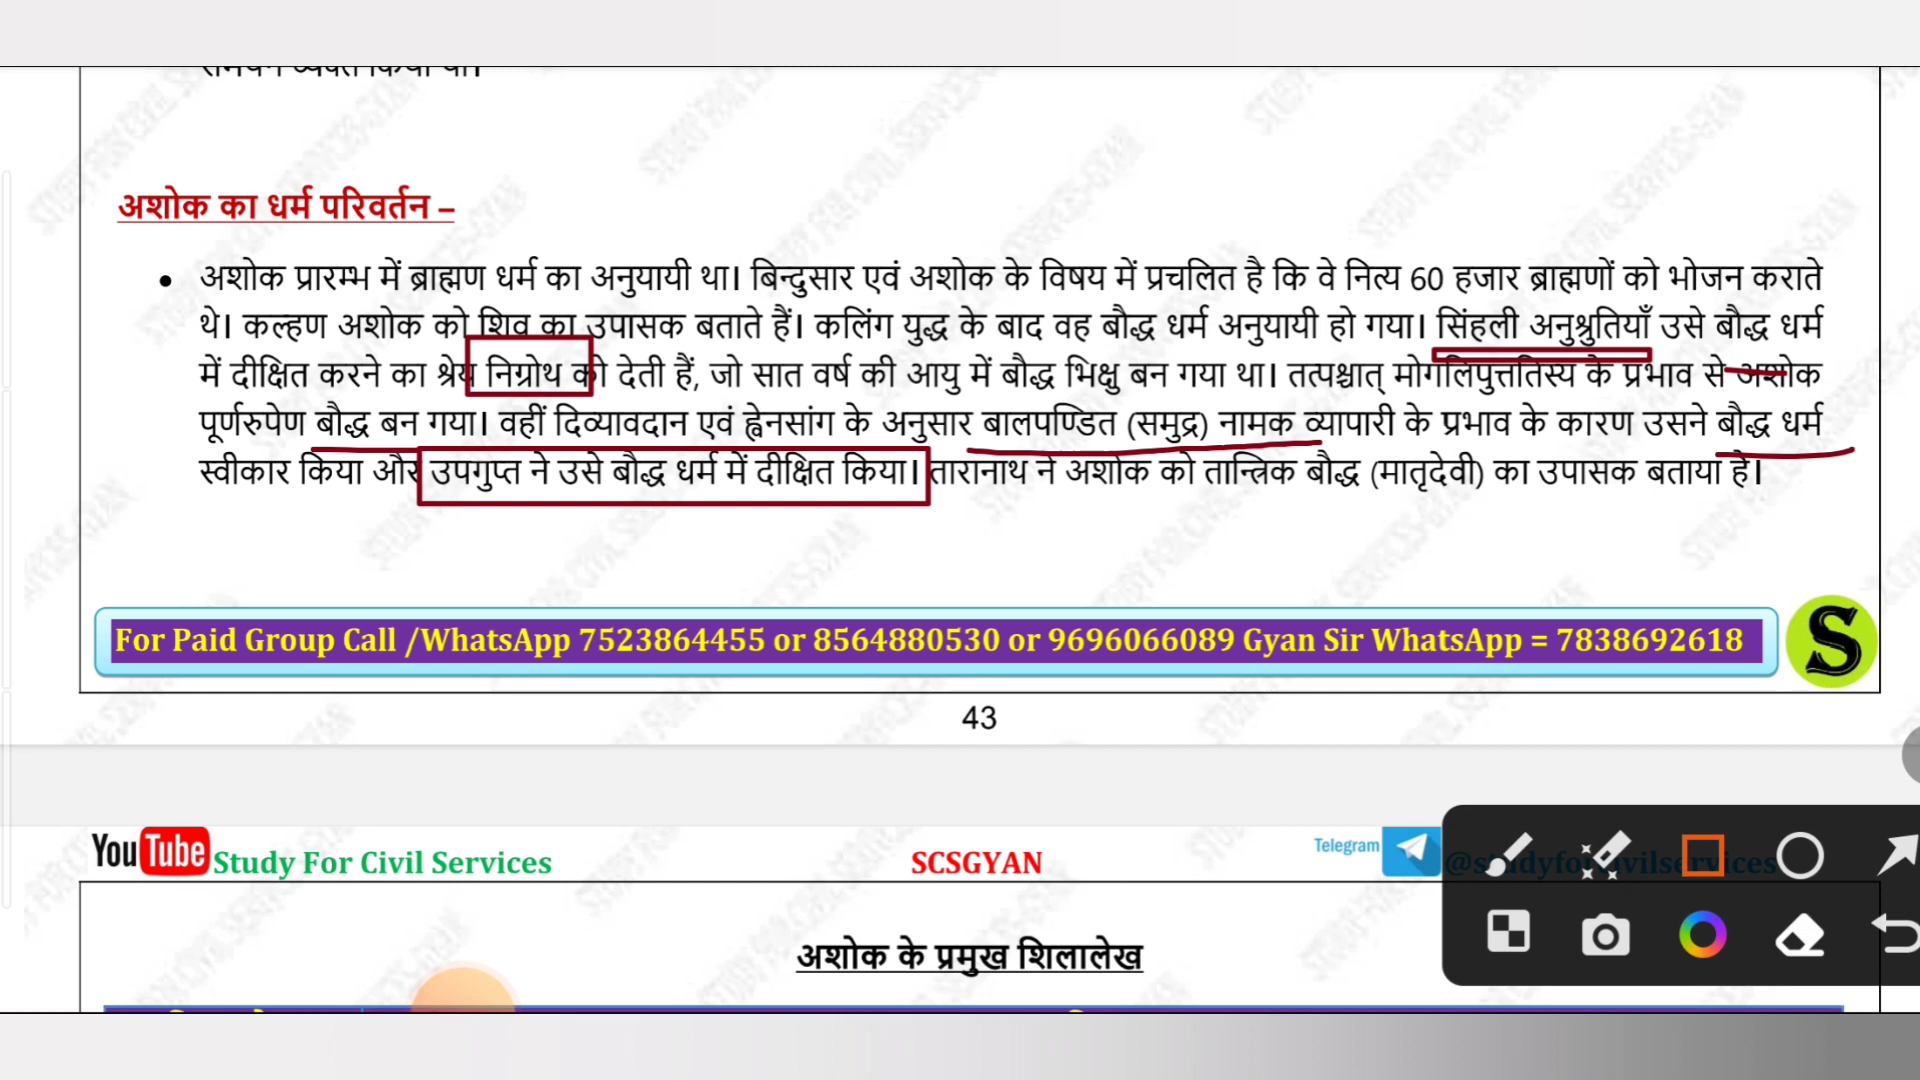 अशोक का धर्म परिवर्तन –
• अशोक प्रारम्भ में ब्राह्मण धर्म का अनुयायी था। बिन्दुसार एवं अशोक के विषय में प्रचलित है कि वे नित्य 60 हजार ब्राह्मणों को भोजन कराते
थे। कल्हण अशोक को शिव का उपासक बताते हैं। कलिंग युद्ध के बाद वह बौद्ध धर्म अनुयायी हो गया। सिंहली अनुश्रुतियाँ उसे बौद्ध धर्म
में दीक्षित करने का श्रेय निग्रोथ को देती हैं, जो सात वर्ष की आयु में बौद्ध भिक्षु बन गया था। तत्पश्चात् मोगलिपुत्ततिस्य के प्रभाव से अशोक
पूर्णरुपेण बौद्ध बन गया। वहीं दिव्यावदान एवं ह्वेनसांग के अनुसार बालपण्डित (समुद्र) नामक व्यापारी के प्रभाव के कारण उसने बौद्ध धर्म
स्वीकार किया और उपगुप्त ने उसे बौद्ध धर्म में दीक्षित किया। तारानाथ ने अशोक को तान्त्रिक बौद्ध (मातृदेवी) का उपासक बताया है।
For Paid Group Call /WhatsApp 7523864455 or 8564880530 or 9696066089 Gyan Sir WhatsApp = 7838692618
S
43
YouTube Study For Civil Services SCSGYAN Telegram @studyforcivilservices
अशोक के प्रमुख शिलालेख